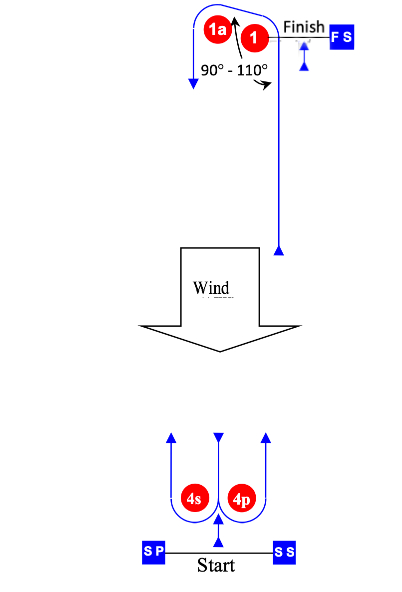 1a 1 Finish F S
90° - 110°
Wind
4s 4p
S P S S
Start